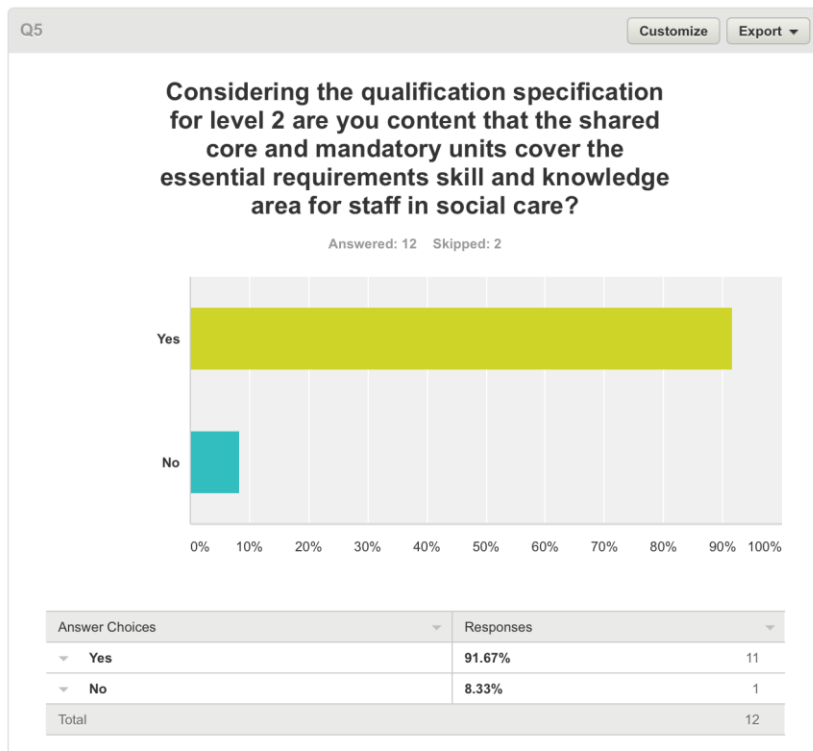 Q5
Customize
Export
Considering the qualification specification
for level 2 are you content that the shared
core and mandatory units cover the
essential requirements skill and knowledge
area for staff in social care?
Answered: 12 Skipped: 2
Yes
No
0% 10% 20% 30% 40% 50% 60% 70% 80% 90% 100%
Answer Choices Responses
Yes 91.67% 11
No 8.33% 1
Total 12